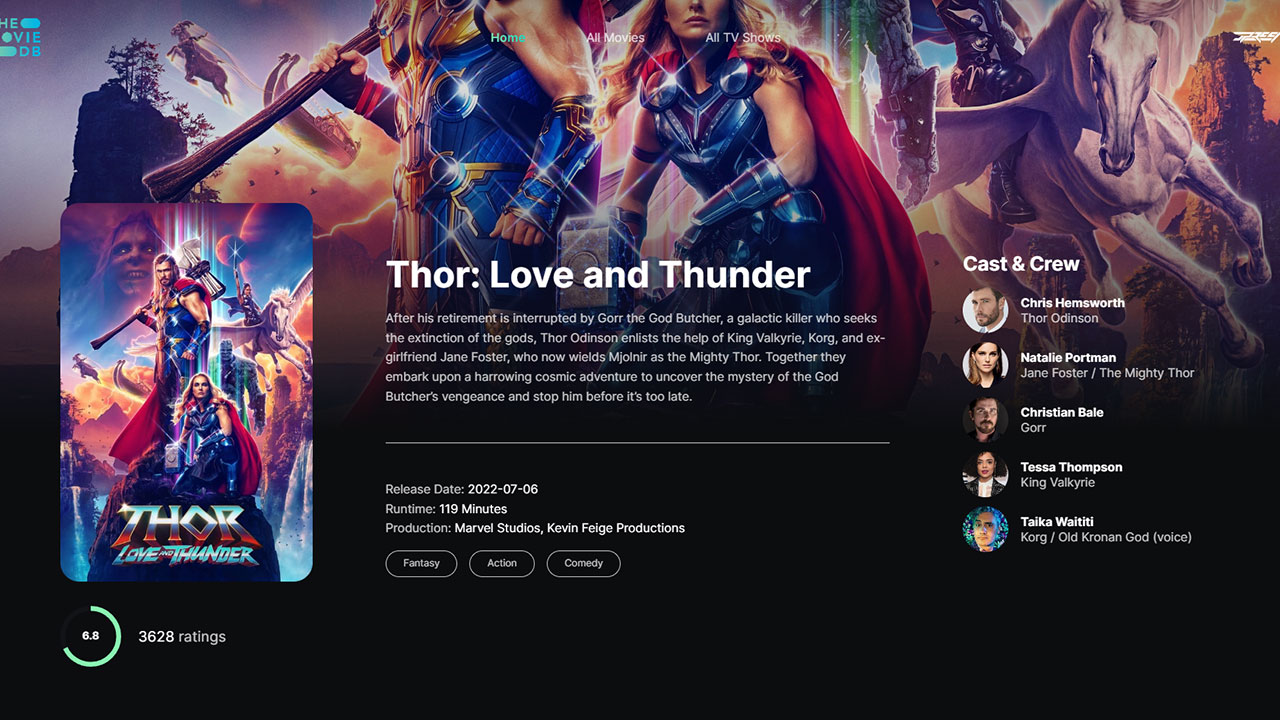 HE
OVIE
DB
Home
All Movies
All TV Shows
Thor: Love and Thunder
After his retirement is interrupted by Gorr the God Butcher, a galactic killer who seeks
the extinction of the gods, Thor Odinson enlists the help of King Valkyrie, Korg, and ex-
girlfriend Jane Foster, who now wields Mjolnir as the Mighty Thor. Together they
embark upon a harrowing cosmic adventure to uncover the mystery of the God
Butcher’s vengeance and stop him before it’s too late.
Release Date: 2022-07-06
Runtime: 119 Minutes
Production: Marvel Studios, Kevin Feige Productions
Fantasy
Action
Comedy
Cast & Crew
Chris Hemsworth
Thor Odinson
Natalie Portman
Jane Foster / The Mighty Thor
Christian Bale
Gorr
Tessa Thompson
King Valkyrie
Taika Waititi
Korg / Old Kronan God (voice)
THOR
LOVE AND THUNDER
6.8
3628 ratings